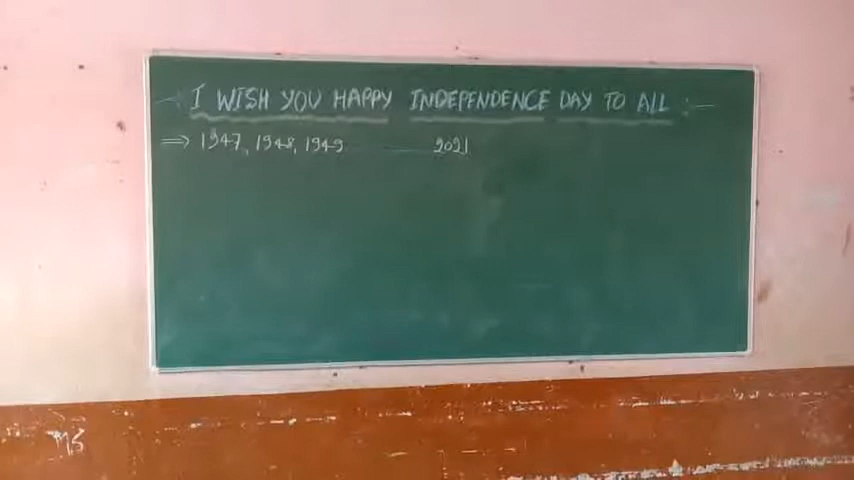 I WISH YOU HAPPY INDEPENDENCE DAY TO ALL :-
⇒ 1947, 1948, 1949 ........ 2021